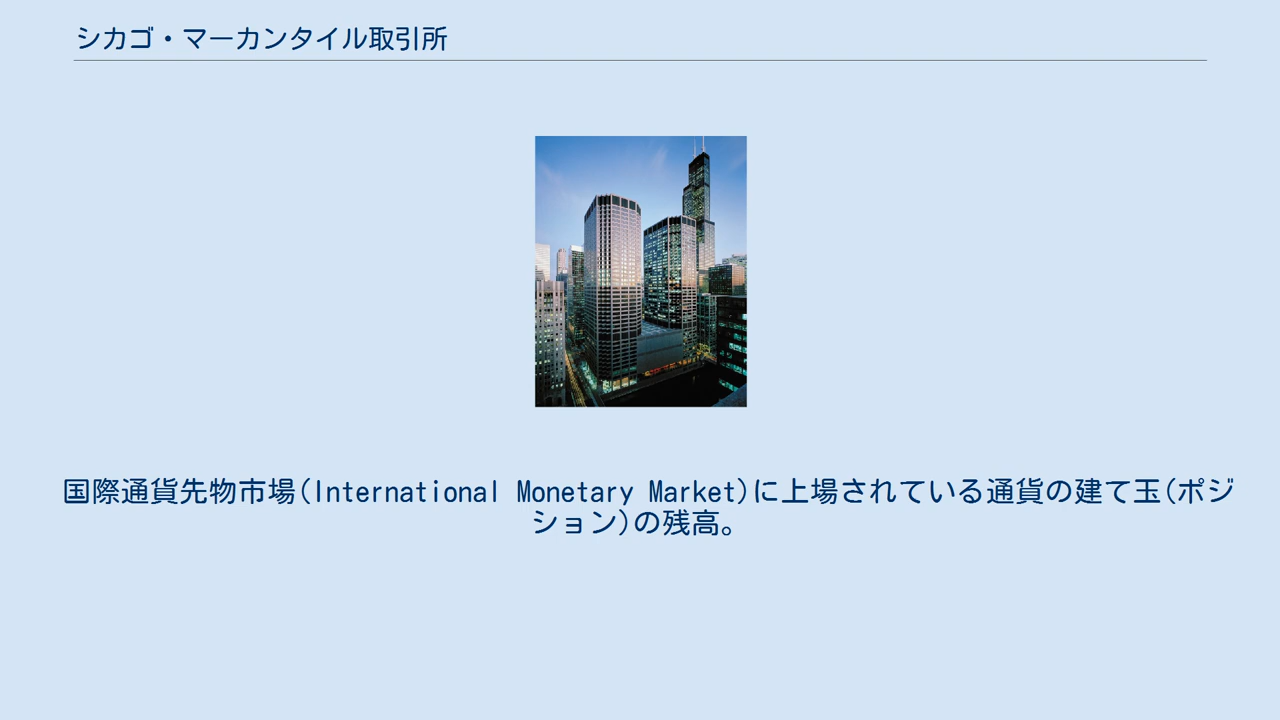 シカゴ・マーカンタイル取引所
国際通貨先物市場(International Monetary Market)に上場されている通貨の建て玉(ポジ
ション)の残高。